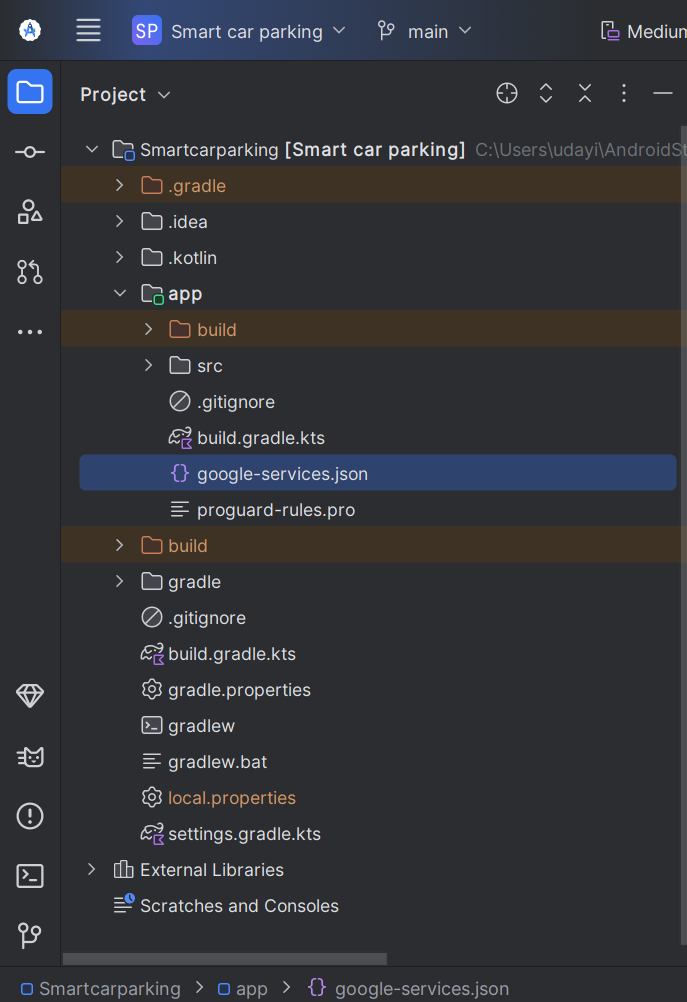 SP Smart car parking main Medium
Project
Smartcarparking [Smart car parking] C:\Users\udayi\AndroidSt
.gradle
.idea
.kotlin
app
build
src
.gitignore
build.gradle.kts
google-services.json
proguard-rules.pro
build
gradle
.gitignore
build.gradle.kts
gradle.properties
gradlew
gradlew.bat
local.properties
settings.gradle.kts
External Libraries
Scratches and Consoles
Smartcarparking > app > google-services.json